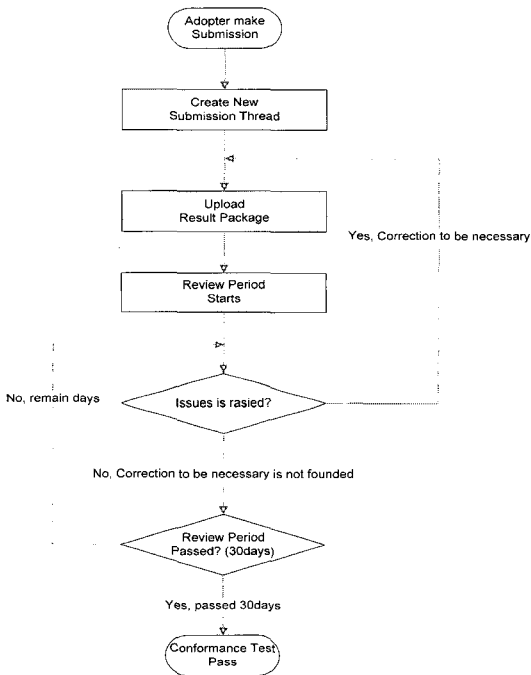 Adopter make
Submission
Create New
Submission Thread
Upload
Result Package
Yes, Correction to be necessary
Review Period
Starts
No, remain days
Issues is rasied?
No, Correction to be necessary is not founded
Review Period
Passed? (30days)
Yes, passed 30days
Conformance Test
Pass